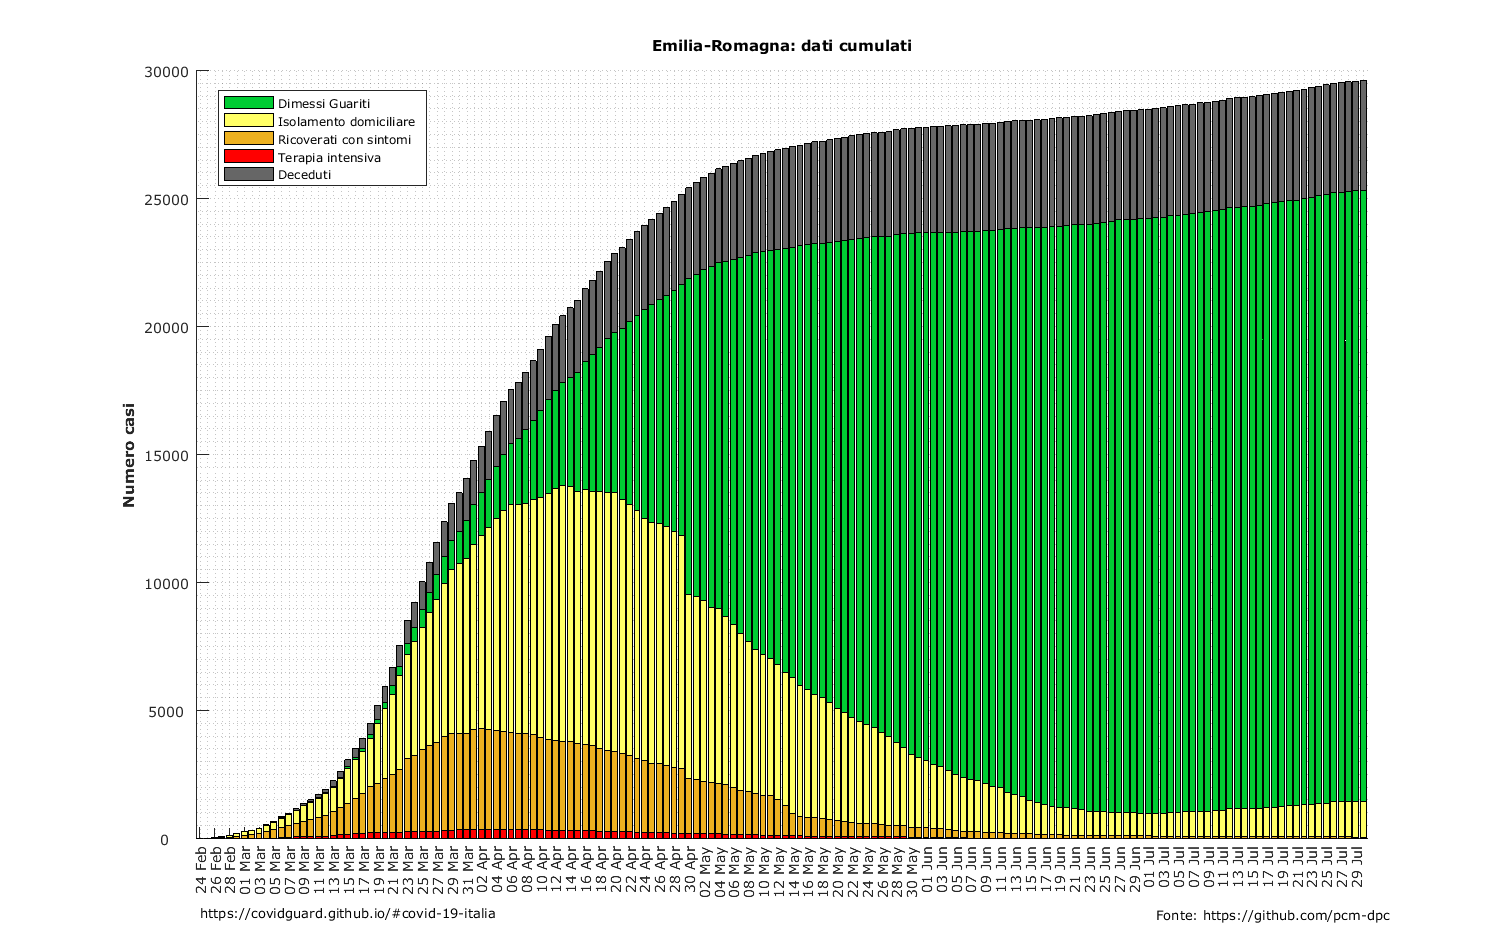 Emilia-Romagna: dati cumulati
30000
25000
20000
15000
10000
5000
0
Numero casi
Dimessi Guariti
Isolamento domiciliare
Ricoverati con sintomi
Terapia intensiva
Deceduti
24 Feb
26 Feb
28 Feb
01 Mar
03 Mar
05 Mar
07 Mar
09 Mar
11 Mar
13 Mar
15 Mar
17 Mar
19 Mar
21 Mar
23 Mar
25 Mar
27 Mar
29 Mar
31 Mar
02 Apr
04 Apr
06 Apr
08 Apr
10 Apr
12 Apr
14 Apr
16 Apr
18 Apr
20 Apr
22 Apr
24 Apr
26 Apr
28 Apr
30 Apr
02 May
04 May
06 May
08 May
10 May
12 May
14 May
16 May
18 May
20 May
22 May
24 May
26 May
28 May
30 May
01 Jun
03 Jun
05 Jun
07 Jun
09 Jun
11 Jun
13 Jun
15 Jun
17 Jun
19 Jun
21 Jun
23 Jun
25 Jun
27 Jun
29 Jun
01 Jul
03 Jul
05 Jul
07 Jul
09 Jul
11 Jul
13 Jul
15 Jul
17 Jul
19 Jul
21 Jul
23 Jul
25 Jul
27 Jul
29 Jul
https://covidguard.github.io/#covid-19-italia
Fonte: https://github.com/pcm-dpc